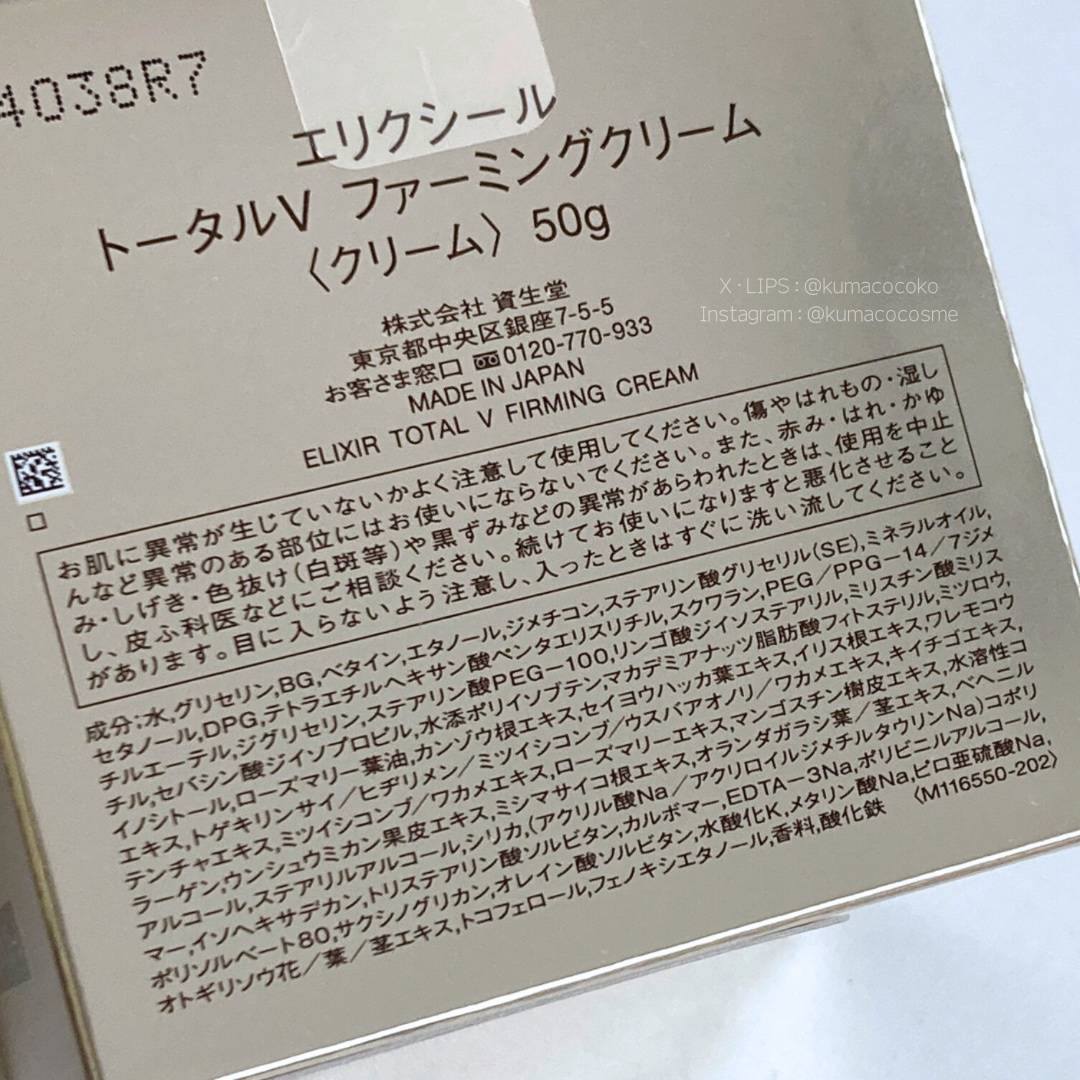 4038R7
エリクシール
トータルV ファーミングクリーム
〈クリーム〉 50g
X・LIPS : @kumacocoko
Instagram : @kumacocosme
株式会社 資生堂
東京都中央区銀座7-5-5
お客さま窓口 0120-770-933
MADE IN JAPAN
ELIXIR TOTAL V FIRMING CREAM
お肌に異常が生じていないかよく注意して使用してください。傷やはれもの・湿し
んなど異常のある部位にはお使いにならないでください。また、赤み・はれ・かゆ
み・しげき・色抜け(白斑等)や黒ずみなどの異常があらわれたときは、使用を中止
し、皮ふ科医などにご相談ください。続けてお使いになりますと悪化させること
があります。目に入らないよう注意し、入ったときはすぐに洗い流してください。
成分:水,グリセリン,BG,ベタイン,エタノール,ジメチコン,ステアリン酸グリセリル(SE),ミネラルオイル,
セタノール,DPG,テトラエチルヘキサン酸ペンタエリスリチル,スクワラン,PEG/PPG-14/7ジメ
チルエーテル,ジグリセリン,ステアリン酸PEG-100,リンゴ酸ジイソステアリル,ミリスチン酸ミリス
チル,セバシン酸ジイソプロピル,水添ポリイソブテン,マカデミアナッツ脂肪酸フィトステリル,ミツロウ,
イノシトール,ローズマリー葉油,カンゾウ根エキス,セイヨウハッカ葉エキス,イリス根エキス,ワレモコウ
エキス,トゲキリンサイ/ヒヂリメン/ミツイシコンブ/ウスバアオノリ/ワカメエキス,キイチゴエキス,
テンチャエキス,ミツイシコンブ/ワカメエキス,ローズマリーエキス,マンゴスチン樹皮エキス,水溶性コ
ラーゲン,ウンシュウミカン果皮エキス,ミシマサイコ根エキス,オランダガラシ葉/茎エキス,ベヘニル
アルコール,ステアリルアルコール,シリカ,(アクリル酸Na/アクリロイルジメチルタウリンNa)コポリ
マー,イソヘキサデカン,トリステアリン酸ソルビタン,カルボマー,EDTA-3Na,ポリビニルアルコール,
ポリソルベート80,サクシノグリカン,オレイン酸ソルビタン,水酸化K,メタリン酸Na,ピロ亜硫酸Na,
オトギリソウ花/葉/茎エキス,トコフェロール,フェノキシエタノール,香料,酸化鉄 〈M116550-202〉